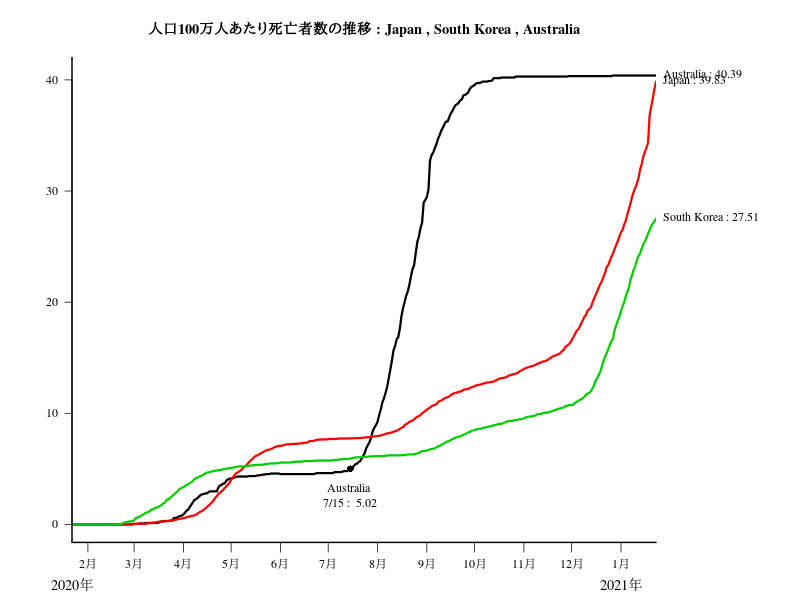 人口100万人あたり死亡者数の推移 : Japan , South Korea , Australia
40
30
20
10
0
Australia : 40.39
Japan : 39.83
South Korea : 27.51
Australia
7/15 : 5.02
2月 3月 4月 5月 6月 7月 8月 9月 10月 11月 12月 1月
2020年 2021年